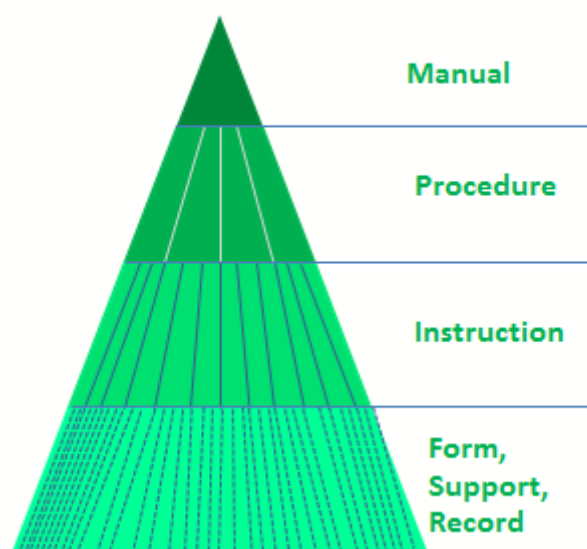 Manual
Procedure
Instruction
Form,
Support,
Record